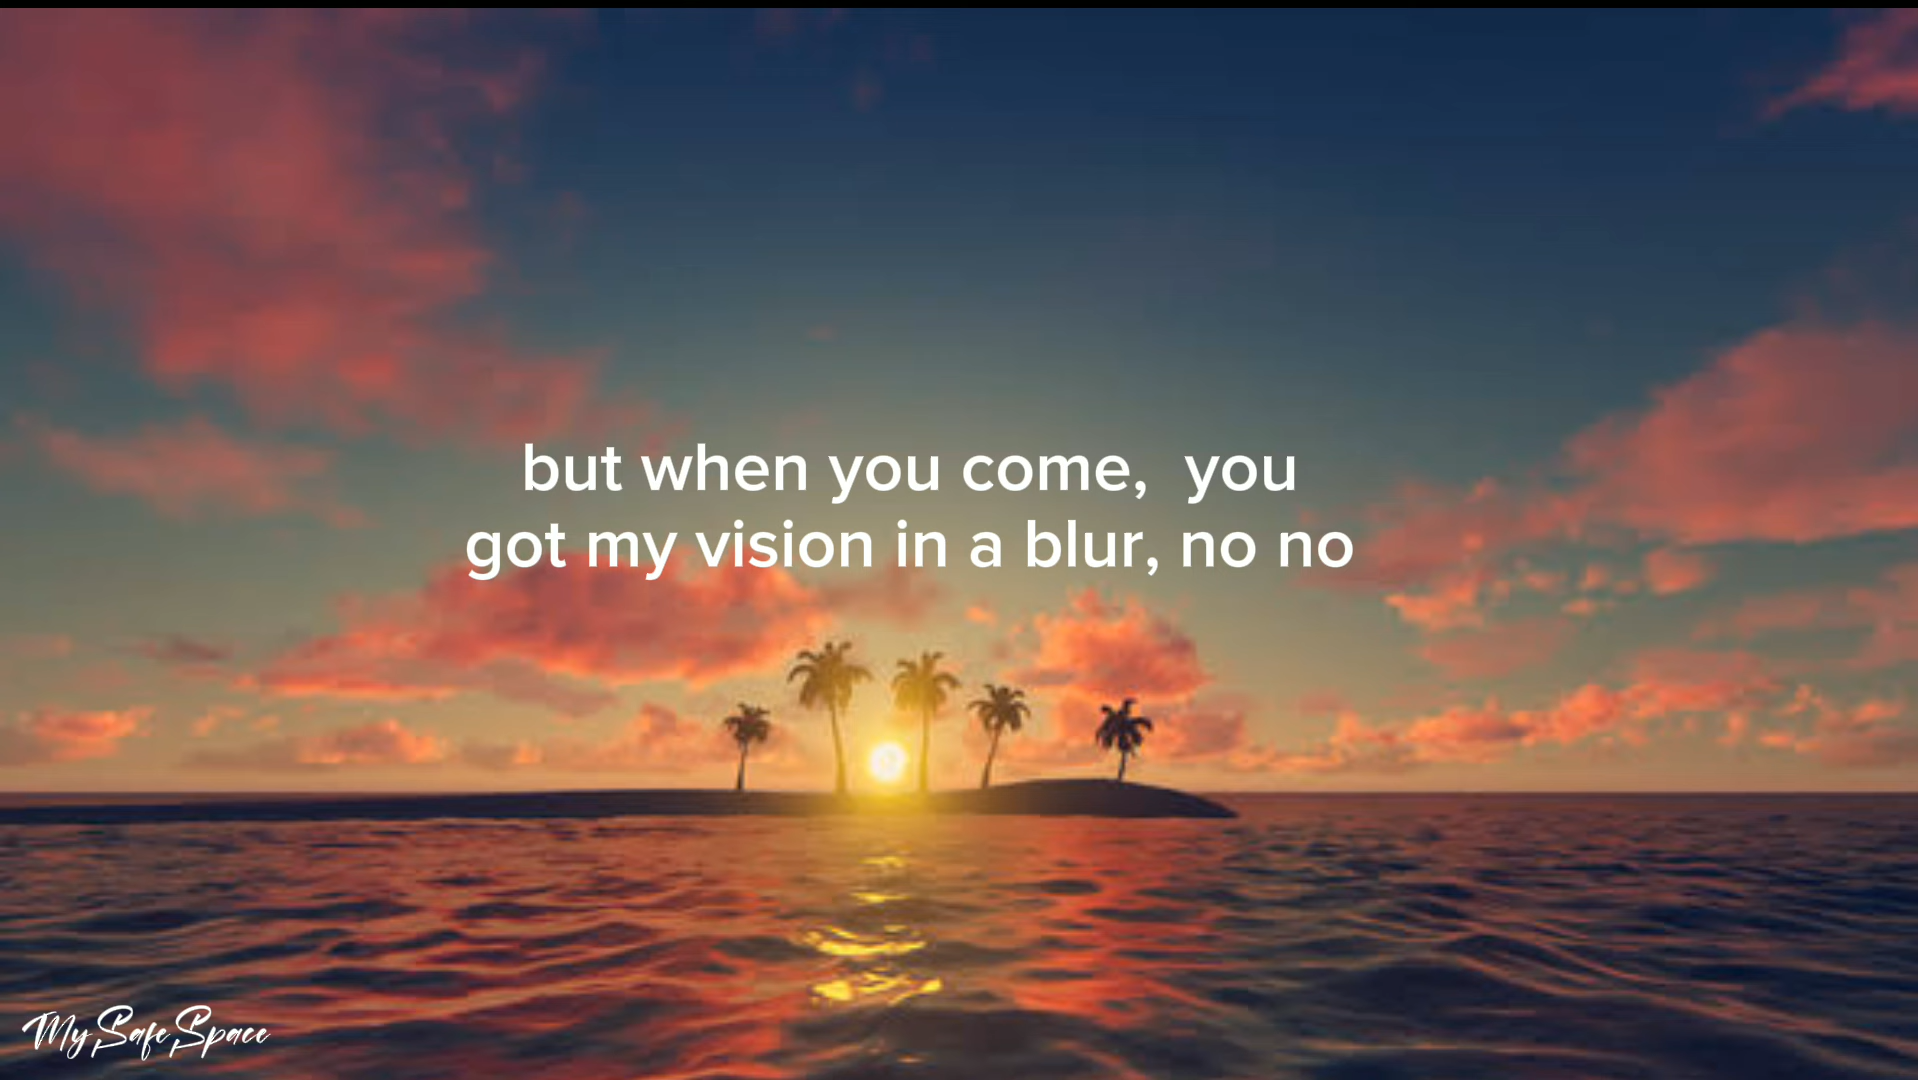 but when you come,  you
got my vision in a blur, no no
My Safe Space